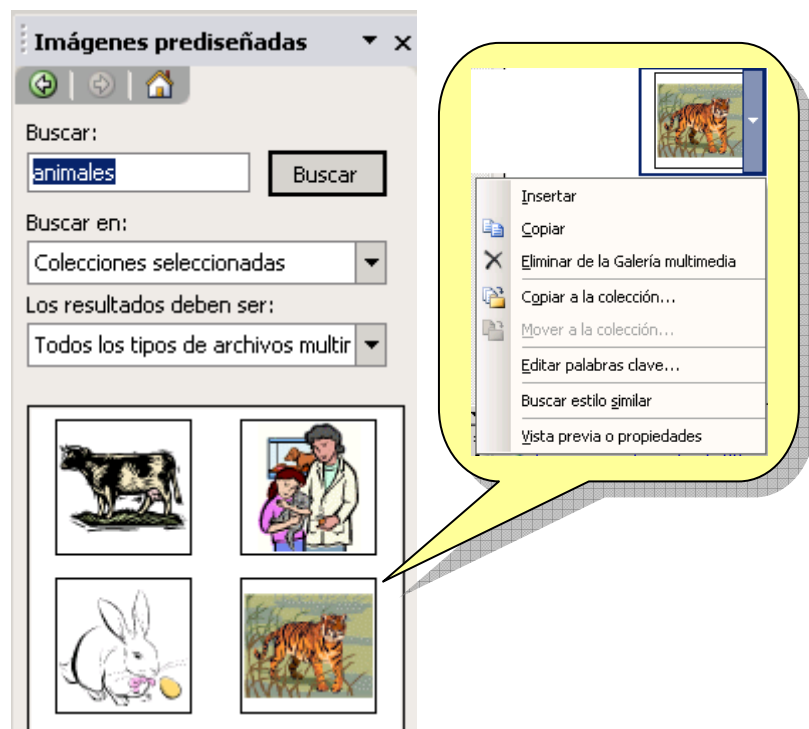 Imágenes prediseñadas
Buscar:
animales
Buscar
Buscar en:
Colecciones seleccionadas
Los resultados deben ser:
Todos los tipos de archivos multir
Insertar
Copiar
Eliminar de la Galería multimedia
Copiar a la colección...
Mover a la colección...
Editar palabras clave...
Buscar estilo similar
Vista previa o propiedades